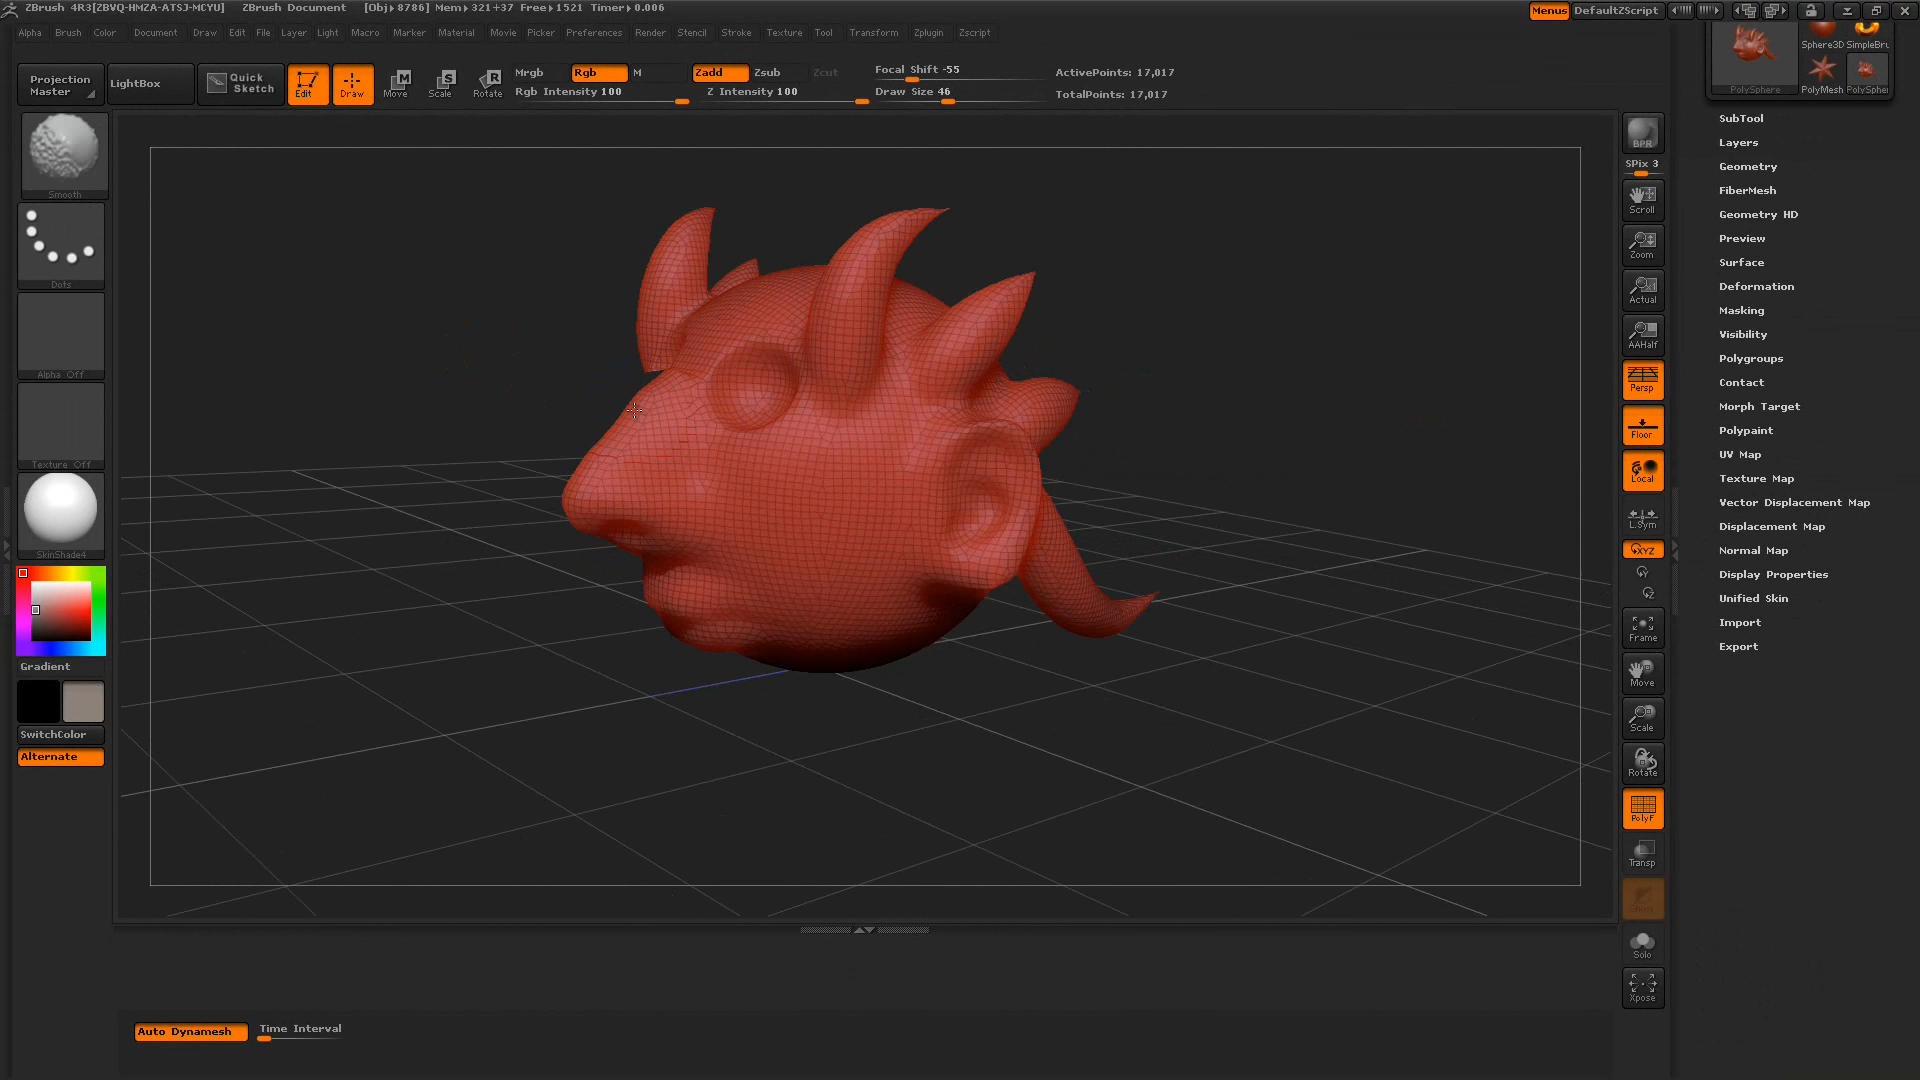 ZBrush 4R3[ZBVQ-HMZA-ATSJ-MCYU] ZBrush Document [Obj▸8786] Mem▸321+37 Free▸1521 Timer▸0.006
Menus DefaultZScript
Alpha Brush Color Document Draw Edit File Layer Light Macro Marker Material Movie Picker Preferences Render Stencil Stroke Texture Tool Transform Zplugin Zscript
Projection Master LightBox Quick Sketch Edit Draw Move Scale Rotate
Mrgb Rgb M Zadd Zsub Zcut Focal Shift -55 ActivePoints: 17,017
Rgb Intensity 100 Z Intensity 100 Draw Size 46 TotalPoints: 17,017
Smooth
Dots
Alpha Off
Texture Off
SkinShade4
Gradient
SwitchColor
Alternate
BPR
SPix 3
Scroll
Zoom
Actual
AAHalf
Persp
Floor
Local
L.Sym
XYZ
Y
Z
Frame
Move
Scale
Rotate
PolyF
Transp
Solo
Xpose
Sphere3D SimpleBru
PolySphere PolyMesh PolySpher
SubTool
Layers
Geometry
FiberMesh
Geometry HD
Preview
Surface
Deformation
Masking
Visibility
Polygroups
Contact
Morph Target
Polypaint
UV Map
Texture Map
Vector Displacement Map
Displacement Map
Normal Map
Display Properties
Unified Skin
Import
Export
Auto Dynamesh Time Interval